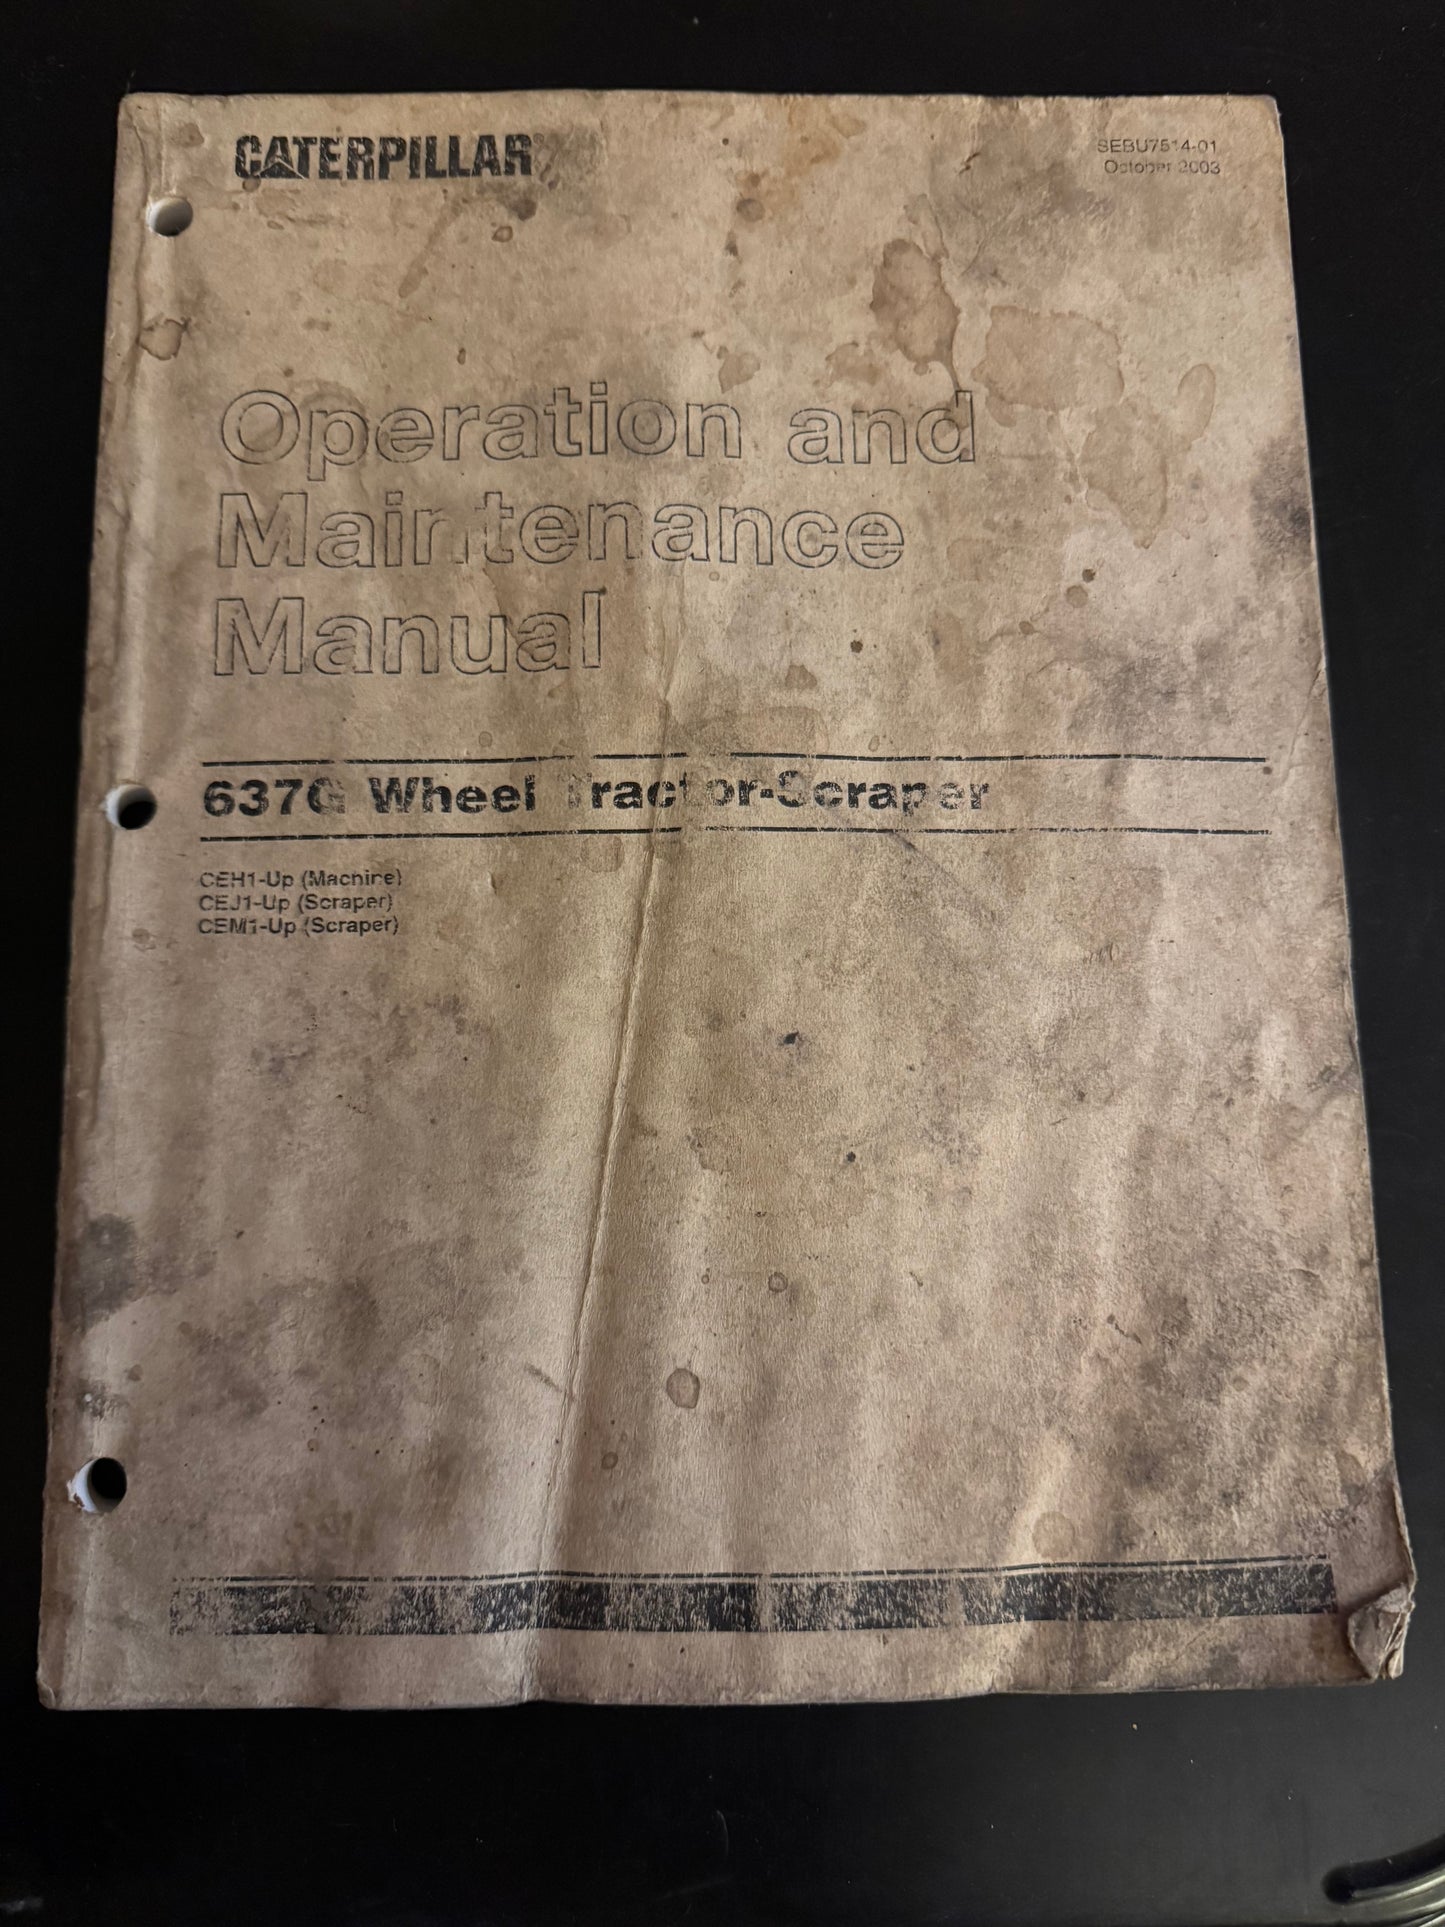 CATERPILLAR®
SEBU7514-01
October 2003
Operation and
Maintenance
Manual
637G Wheel Tractor-Scraper
CEH1-Up (Machine)
CEJ1-Up (Scraper)
CEM1-Up (Scraper)